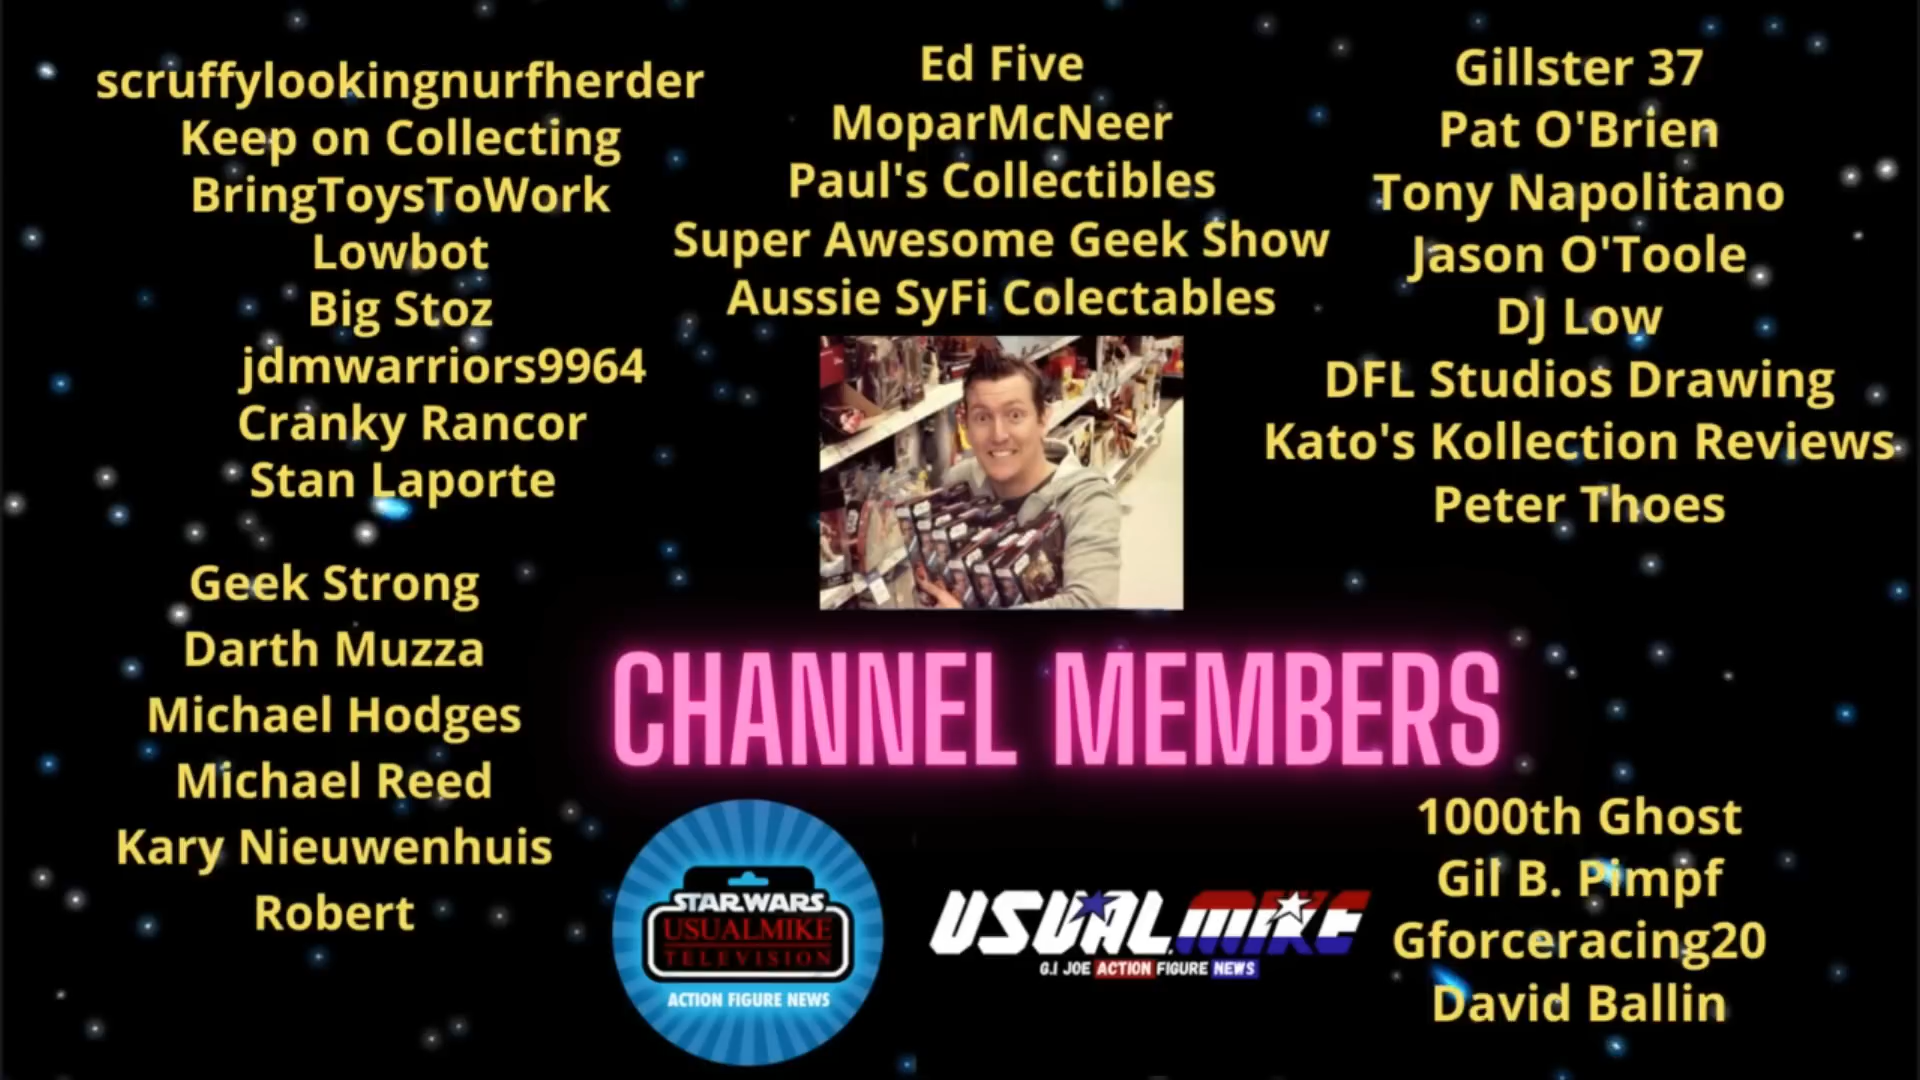 scruffylookingnurfherder
Keep on Collecting
BringToysToWork
Lowbot
Big Stoz
jdmwarriors9964
Cranky Rancor
Stan Laporte
Geek Strong
Darth Muzza
Michael Hodges
Michael Reed
Kary Nieuwenhuis
Robert
Ed Five
MoparMcNeer
Paul's Collectibles
Super Awesome Geek Show
Aussie SyFi Colectables
Gillster 37
Pat O'Brien
Tony Napolitano
Jason O'Toole
DJ Low
DFL Studios Drawing
Kato's Kollection Reviews
Peter Thoes
CHANNEL MEMBERS
STAR WARS
USUALMIKE
TELEVISION
ACTION FIGURE NEWS
USUAL MIKE
G.I JOE ACTION FIGURE NEWS
1000th Ghost
Gil B. Pimpf
Gforceracing20
David Ballin